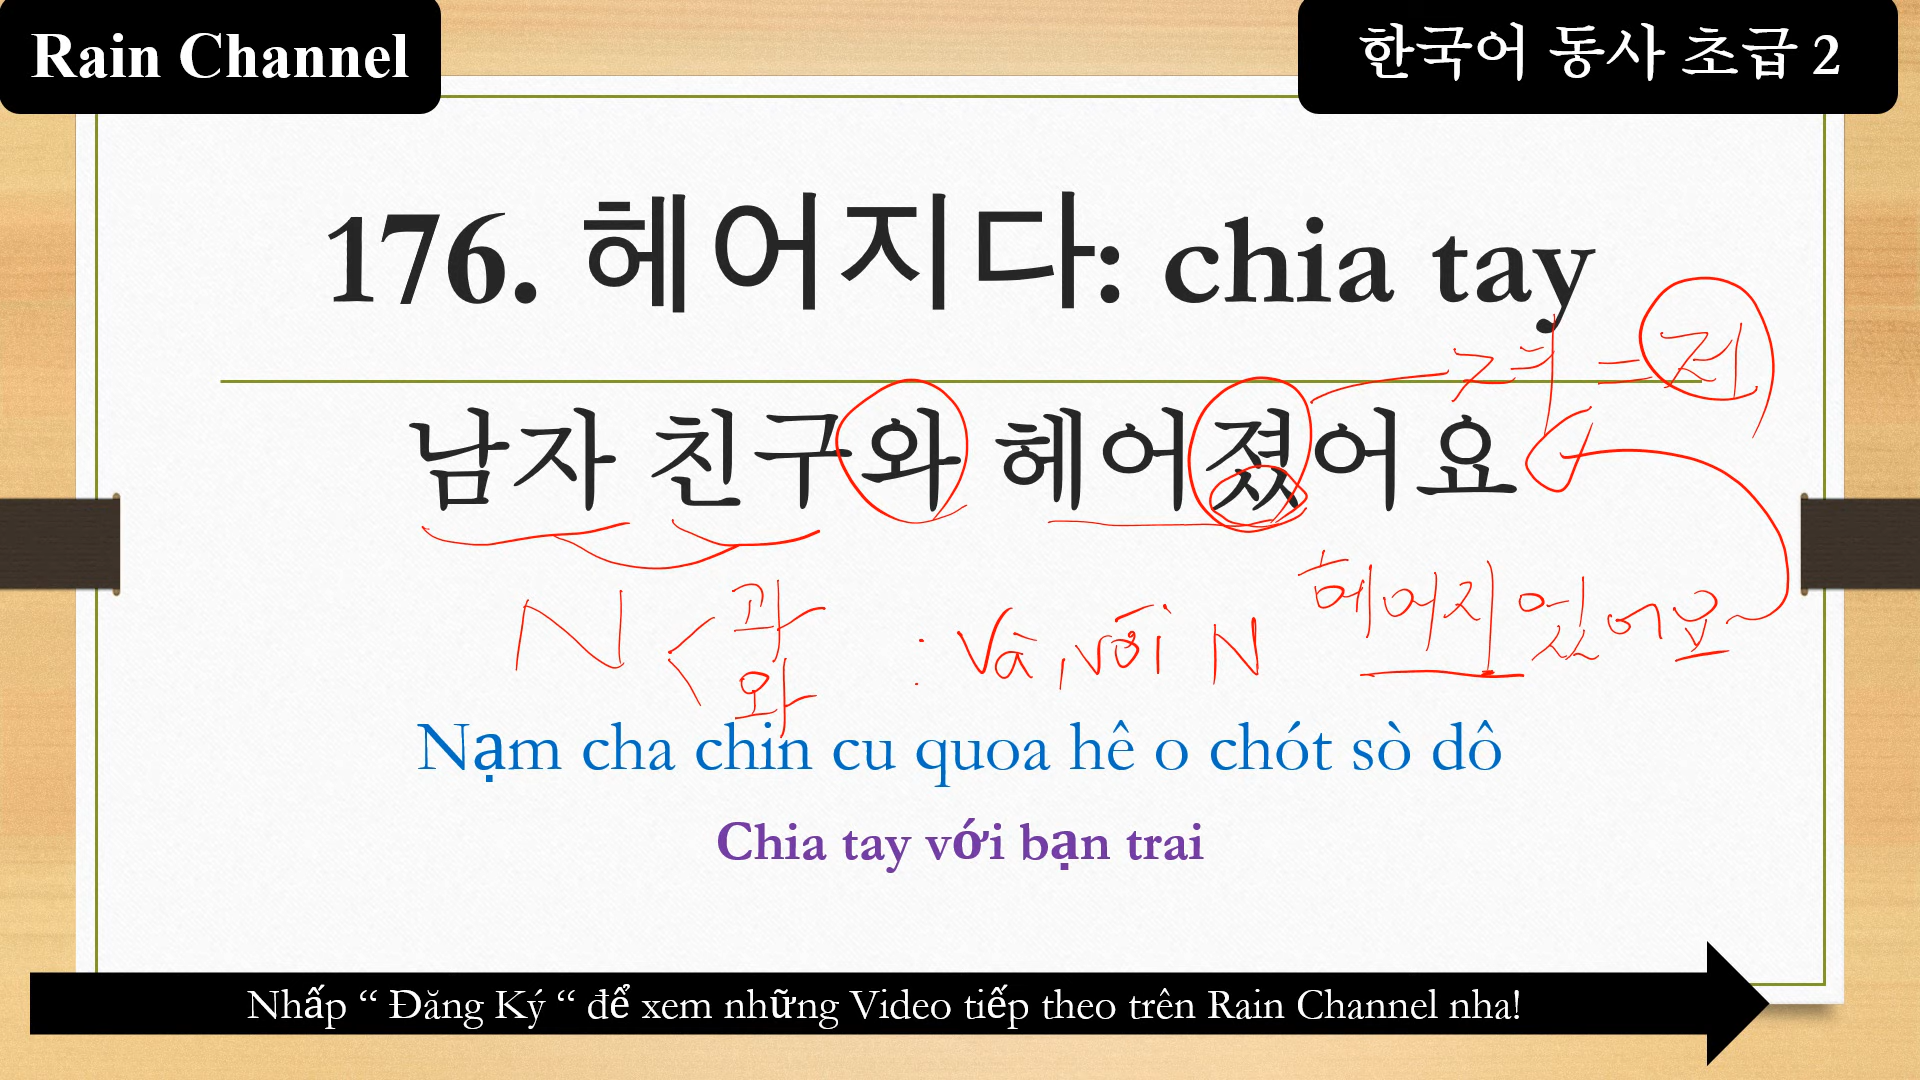 Rain Channel
한국어 동사 초급 2
176. 헤어지다: chia tay
져 = 저
남자 친구와 헤어졌어요
헤어지 었어요
N < 과
와
: Và, với N
Nạm cha chin cu quoa hê o chót sò dô
Chia tay với bạn trai
Nhấp “ Đăng Ký “ để xem những Video tiếp theo trên Rain Channel nha!